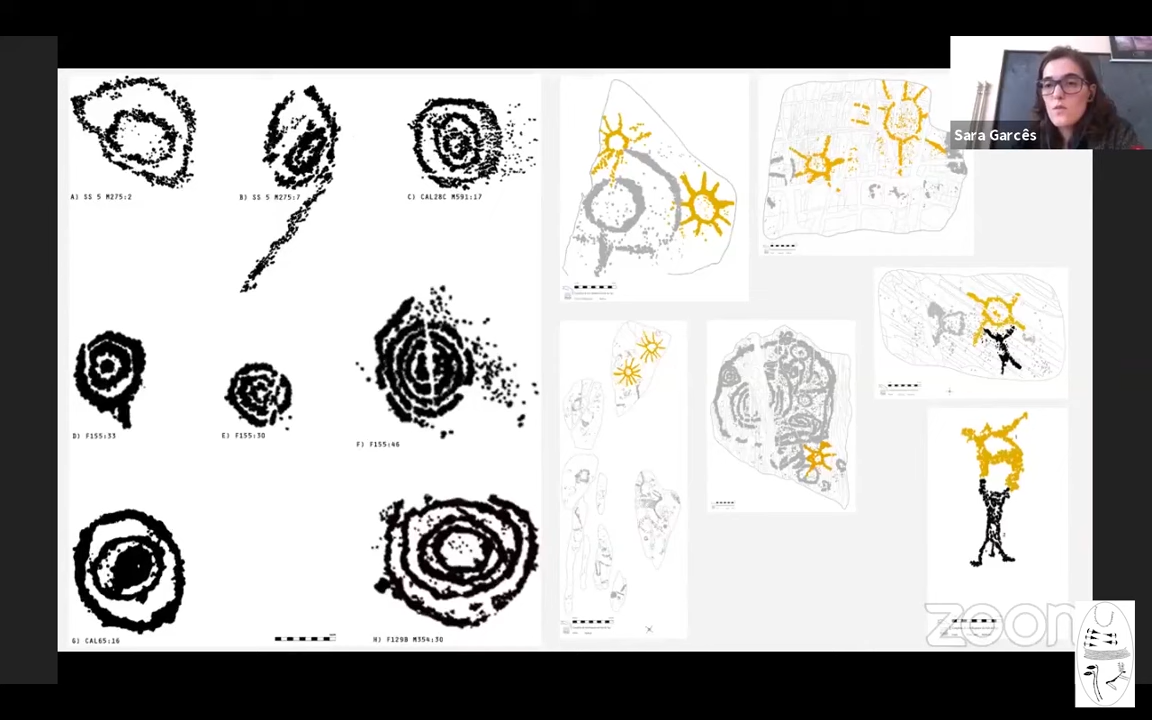 Sara Garcês
A) SS 5 M275:2
B) SS 5 M275:7
C) CAL28C M591:17
D) F155:33
E) F155:30
F) F155:46
G) CAL65:16
H) F129B M354:30
zoom